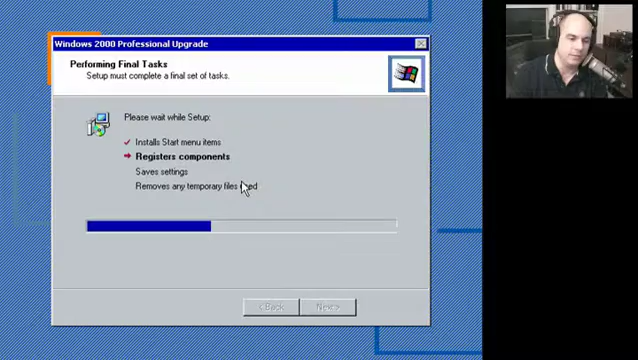 Windows 2000 Professional Upgrade
Performing Final Tasks
Setup must complete a final set of tasks.
Please wait while Setup:
Installs Start menu items
Registers components
Saves settings
Removes any temporary files used
< Back
Next >